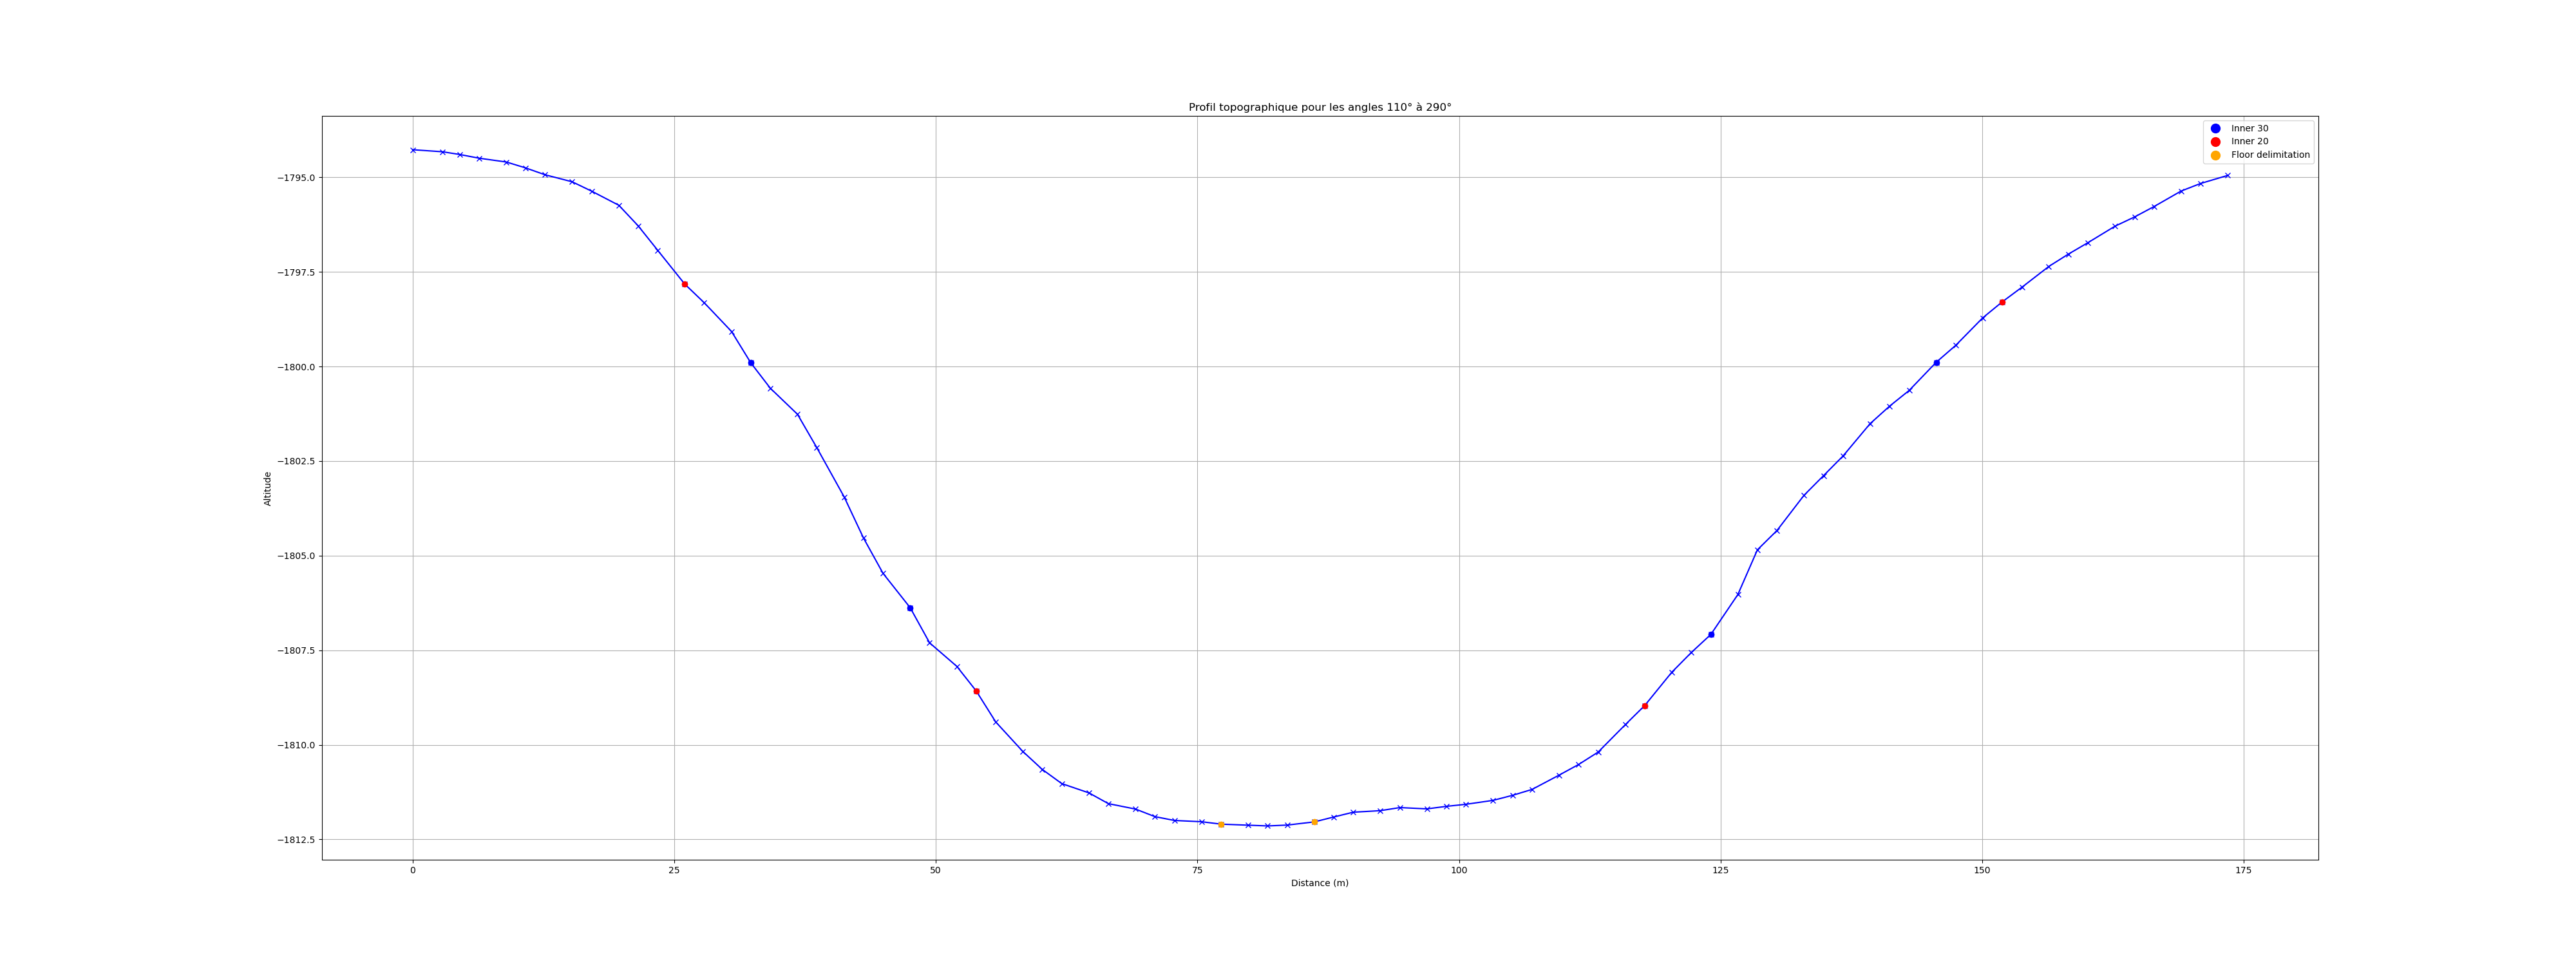 Profil topographique pour les angles 110° à 290°
Inner 30
Inner 20
Floor delimitation
−1795.0
−1797.5
−1800.0
−1802.5
−1805.0
−1807.5
−1810.0
−1812.5
Altitude
0 25 50 75 100 125 150 175
Distance (m)